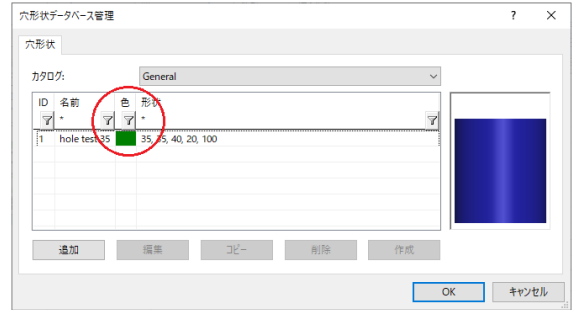 穴形状データベース管理 ? ×
穴形状
カタログ: General
ID 名前 色 形状
* *
1 hole test 35 35, 35, 40, 20, 100
追加 編集 コピー 削除 作成
OK キャンセル